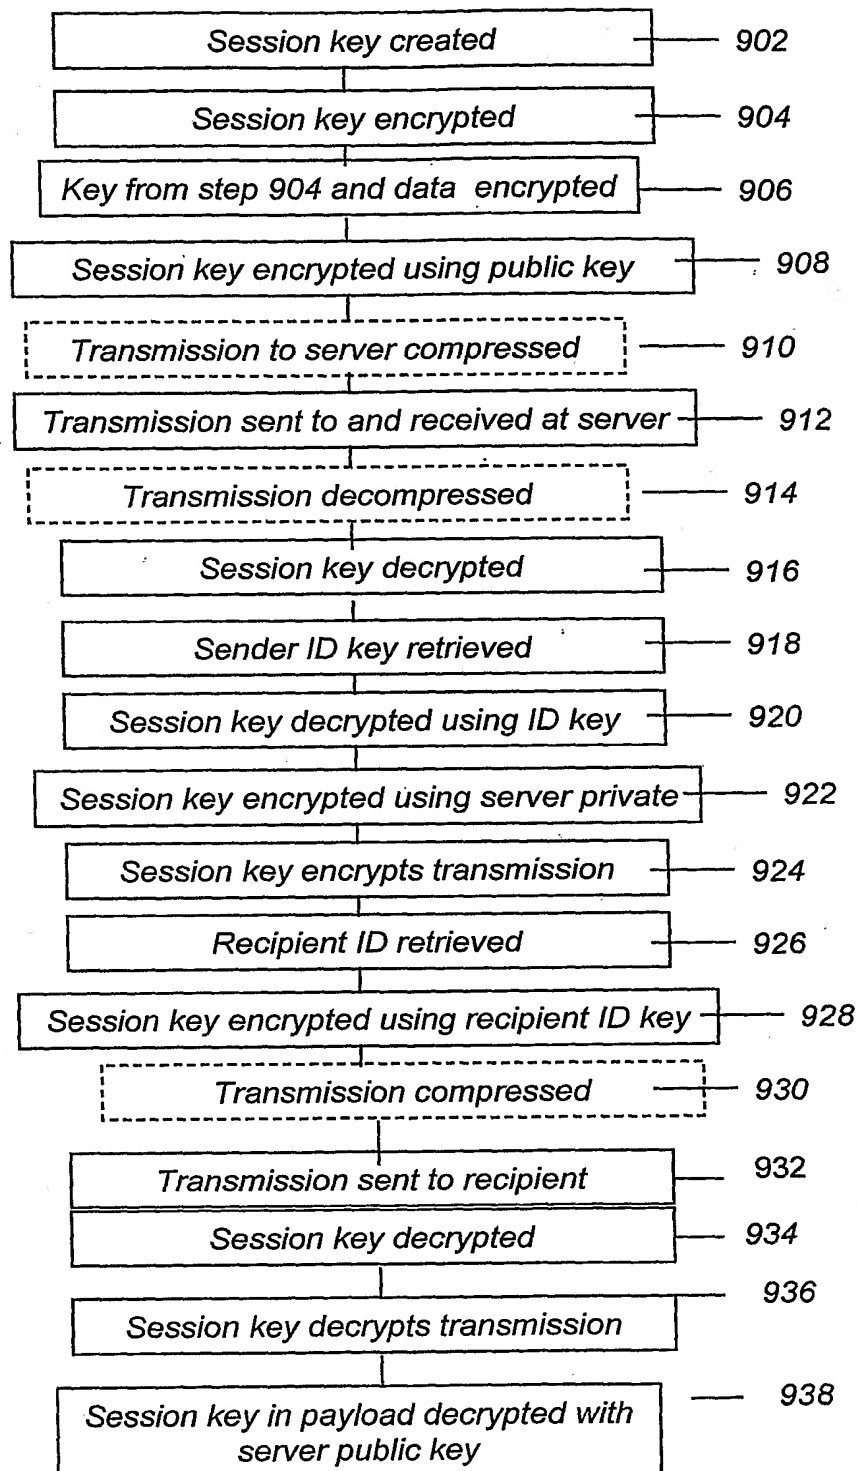 Session key created 902
Session key encrypted 904
Key from step 904 and data encrypted 906
Session key encrypted using public key 908
Transmission to server compressed 910
Transmission sent to and received at server 912
Transmission decompressed 914
Session key decrypted 916
Sender ID key retrieved 918
Session key decrypted using ID key 920
Session key encrypted using server private 922
Session key encrypts transmission 924
Recipient ID retrieved 926
Session key encrypted using recipient ID key 928
Transmission compressed 930
Transmission sent to recipient 932
Session key decrypted 934
936
Session key decrypts transmission
938
Session key in payload decrypted with
server public key